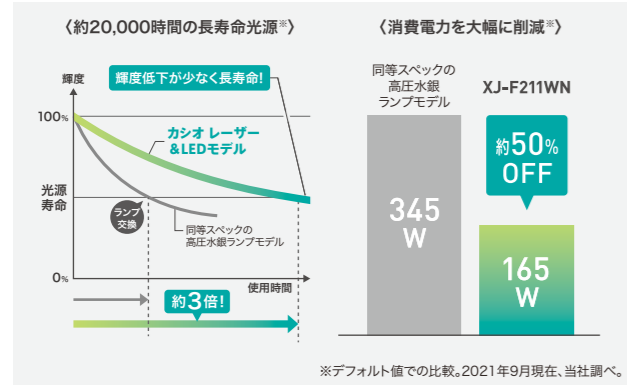 〈約20,000時間の長寿命光源※〉
輝度
輝度低下が少なく長寿命!
100%
カシオ レーザー
&LEDモデル
光源
寿命
ランプ
交換
同等スペックの
高圧水銀ランプモデル
0%
使用時間
約3倍!
〈消費電力を大幅に削減※〉
同等スペックの
高圧水銀
ランプモデル
XJ-F211WN
約50%
OFF
345
W
165
W
※デフォルト値での比較。2021年9月現在、当社調べ。